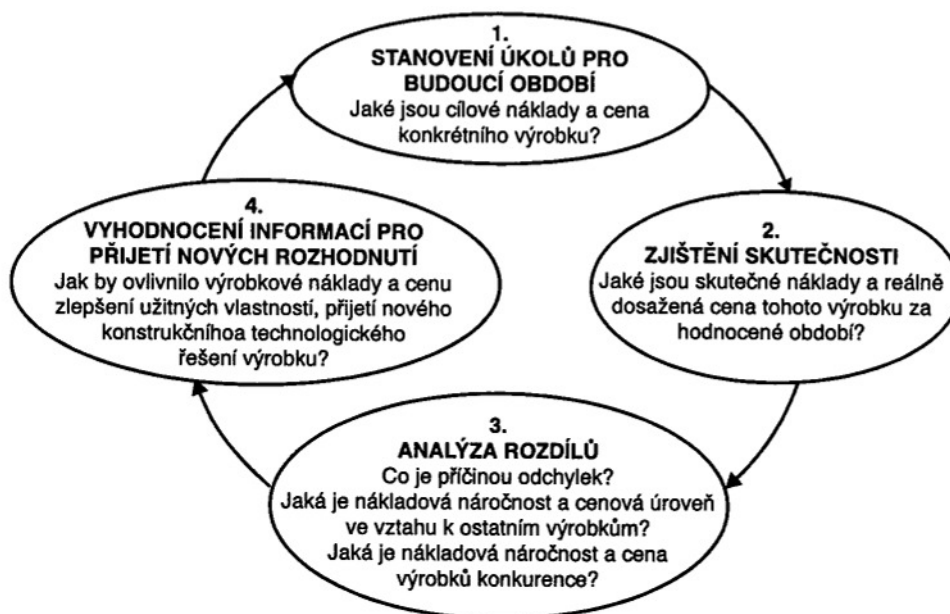 1.
STANOVENÍ ÚKOLŮ PRO
BUDOUCÍ OBDOBÍ
Jaké jsou cílové náklady a cena
konkrétního výrobku?
2.
ZJIŠTĚNÍ SKUTEČNOSTI
Jaké jsou skutečné náklady a reálně
dosažená cena tohoto výrobku za
hodnocené období?
3.
ANALÝZA ROZDÍLŮ
Co je příčinou odchylek?
Jaká je nákladová náročnost a cenová úroveň
ve vztahu k ostatním výrobkům?
Jaká je nákladová náročnost a cena
výrobků konkurence?
4.
VYHODNOCENÍ INFORMACÍ PRO
PŘIJETÍ NOVÝCH ROZHODNUTÍ
Jak by ovlivnilo výrobkové náklady a cenu
zlepšení užitných vlastností, přijetí nového
konstrukčníhoa technologického
řešení výrobku?